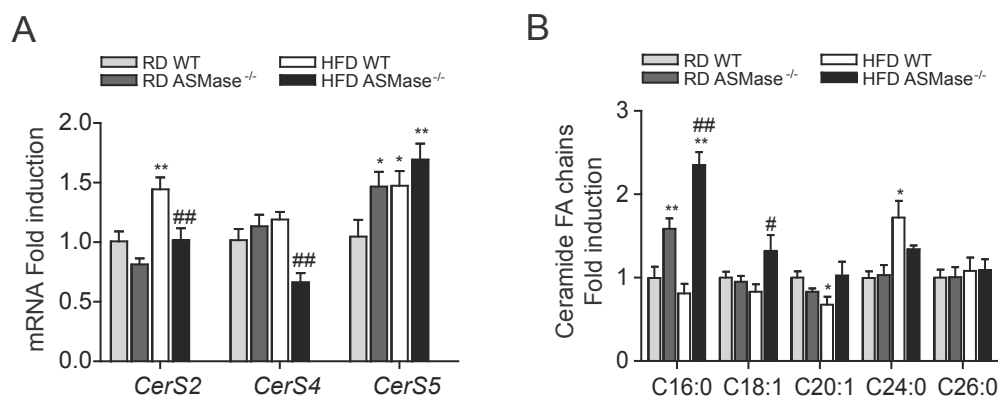 A
RD WT HFD WT
RD ASMase -/- HFD ASMase -/-
mRNA Fold induction
2.0
1.5
1.0
0.5
0.0
**
##
##
*
*
**
CerS2 CerS4 CerS5
B
RD WT HFD WT
RD ASMase -/- HFD ASMase -/-
Ceramide FA chains
Fold induction
3
2
1
0
**
##
**
#
*
*
C16:0 C18:1 C20:1 C24:0 C26:0